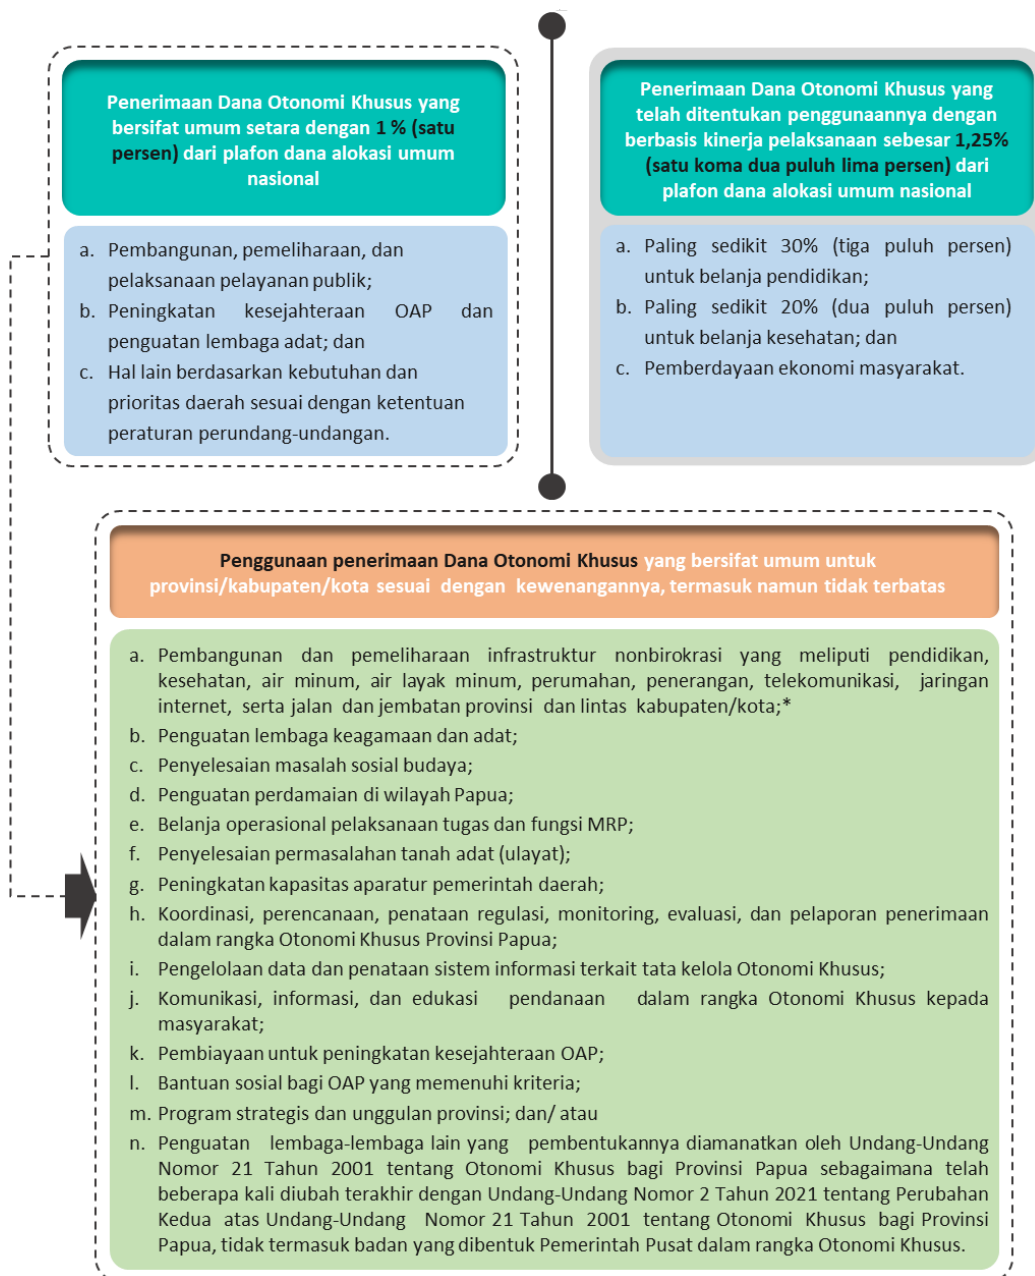 Penerimaan Dana Otonomi Khusus yang
bersifat umum setara dengan 1 % (satu
persen) dari plafon dana alokasi umum
nasional
a. Pembangunan, pemeliharaan, dan
pelaksanaan pelayanan publik;
b. Peningkatan kesejahteraan OAP dan
penguatan lembaga adat; dan
c. Hal lain berdasarkan kebutuhan dan
prioritas daerah sesuai dengan ketentuan
peraturan perundang-undangan.
Penerimaan Dana Otonomi Khusus yang
telah ditentukan penggunaannya dengan
berbasis kinerja pelaksanaan sebesar 1,25%
(satu koma dua puluh lima persen) dari
plafon dana alokasi umum nasional
a. Paling sedikit 30% (tiga puluh persen)
untuk belanja pendidikan;
b. Paling sedikit 20% (dua puluh persen)
untuk belanja kesehatan; dan
c. Pemberdayaan ekonomi masyarakat.
Penggunaan penerimaan Dana Otonomi Khusus yang bersifat umum untuk
provinsi/kabupaten/kota sesuai dengan kewenangannya, termasuk namun tidak terbatas
a. Pembangunan dan pemeliharaan infrastruktur nonbirokrasi yang meliputi pendidikan,
kesehatan, air minum, air layak minum, perumahan, penerangan, telekomunikasi, jaringan
internet, serta jalan dan jembatan provinsi dan lintas kabupaten/kota;*
b. Penguatan lembaga keagamaan dan adat;
c. Penyelesaian masalah sosial budaya;
d. Penguatan perdamaian di wilayah Papua;
e. Belanja operasional pelaksanaan tugas dan fungsi MRP;
f. Penyelesaian permasalahan tanah adat (ulayat);
g. Peningkatan kapasitas aparatur pemerintah daerah;
h. Koordinasi, perencanaan, penataan regulasi, monitoring, evaluasi, dan pelaporan penerimaan
dalam rangka Otonomi Khusus Provinsi Papua;
i. Pengelolaan data dan penataan sistem informasi terkait tata kelola Otonomi Khusus;
j. Komunikasi, informasi, dan edukasi pendanaan dalam rangka Otonomi Khusus kepada
masyarakat;
k. Pembiayaan untuk peningkatan kesejahteraan OAP;
l. Bantuan sosial bagi OAP yang memenuhi kriteria;
m. Program strategis dan unggulan provinsi; dan/ atau
n. Penguatan lembaga-lembaga lain yang pembentukannya diamanatkan oleh Undang-Undang
Nomor 21 Tahun 2001 tentang Otonomi Khusus bagi Provinsi Papua sebagaimana telah
beberapa kali diubah terakhir dengan Undang-Undang Nomor 2 Tahun 2021 tentang Perubahan
Kedua atas Undang-Undang Nomor 21 Tahun 2001 tentang Otonomi Khusus bagi Provinsi
Papua, tidak termasuk badan yang dibentuk Pemerintah Pusat dalam rangka Otonomi Khusus.